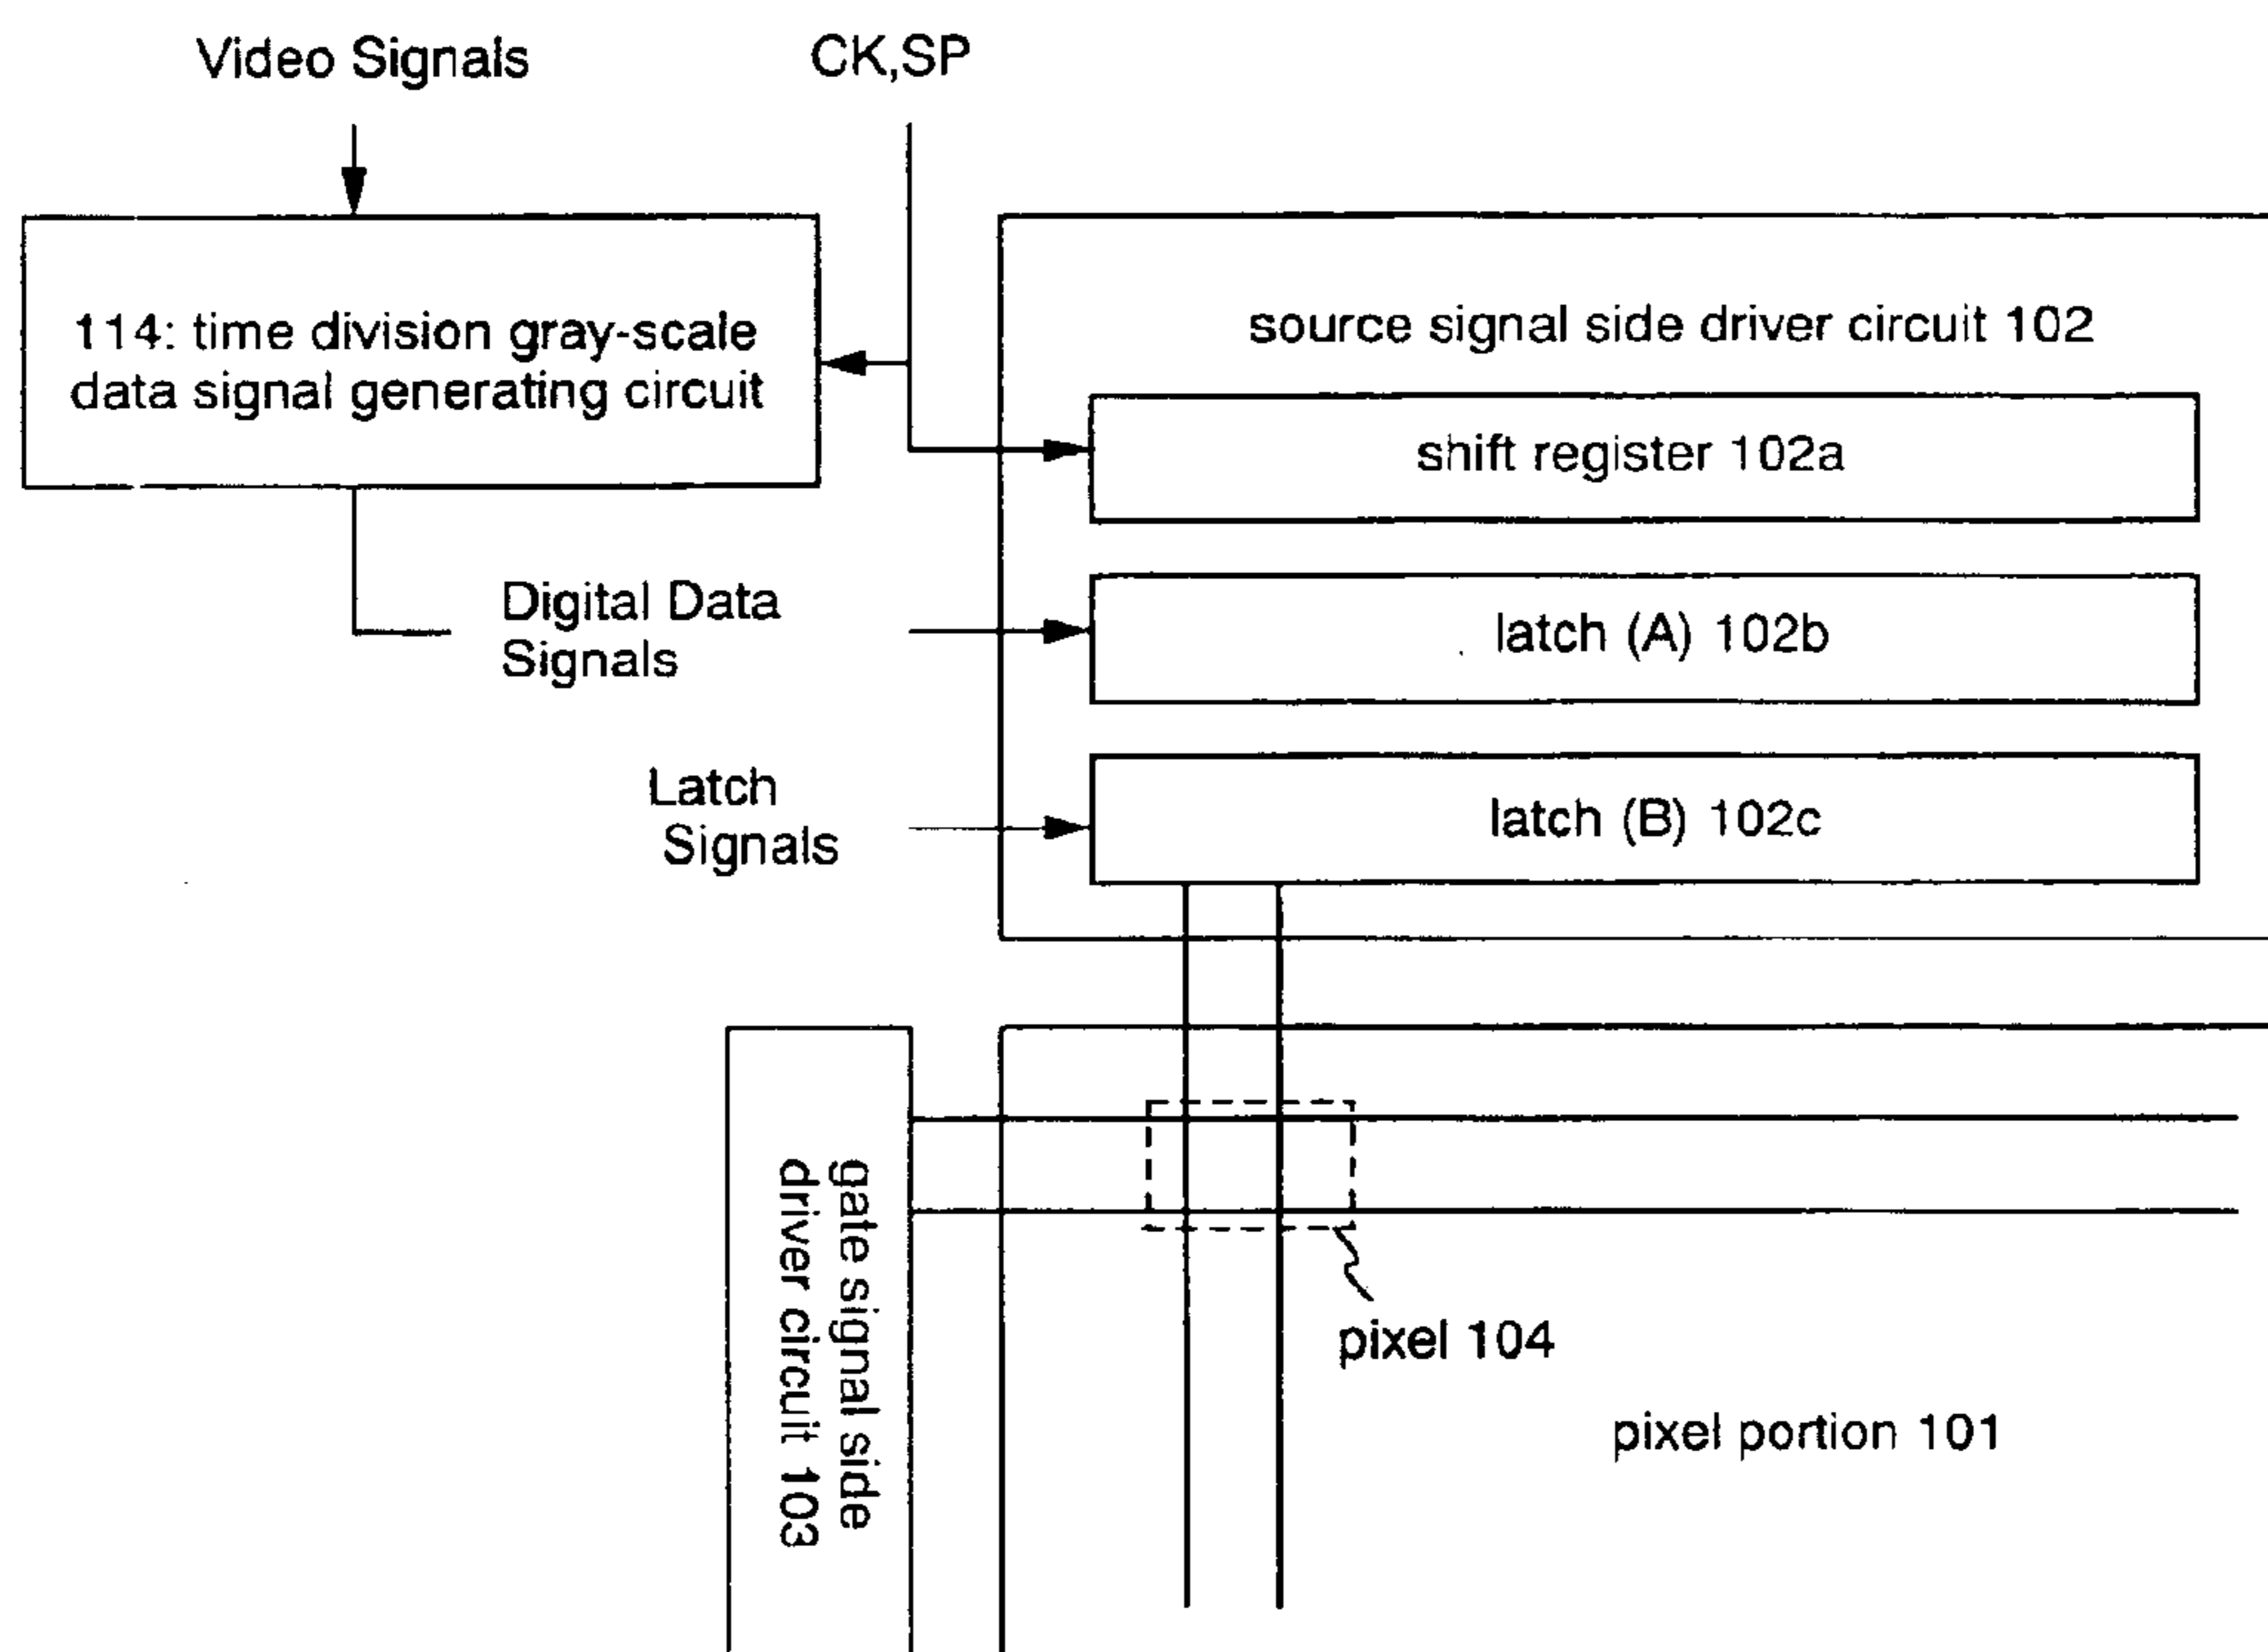 Video Signals
CK,SP
114: time division gray-scale
data signal generating circuit
source signal side driver circuit 102
shift register 102a
Digital Data
Signals
latch (A) 102b
Latch
Signals
latch (B) 102c
gate signal side
driver circuit 103
pixel 104
pixel portion 101